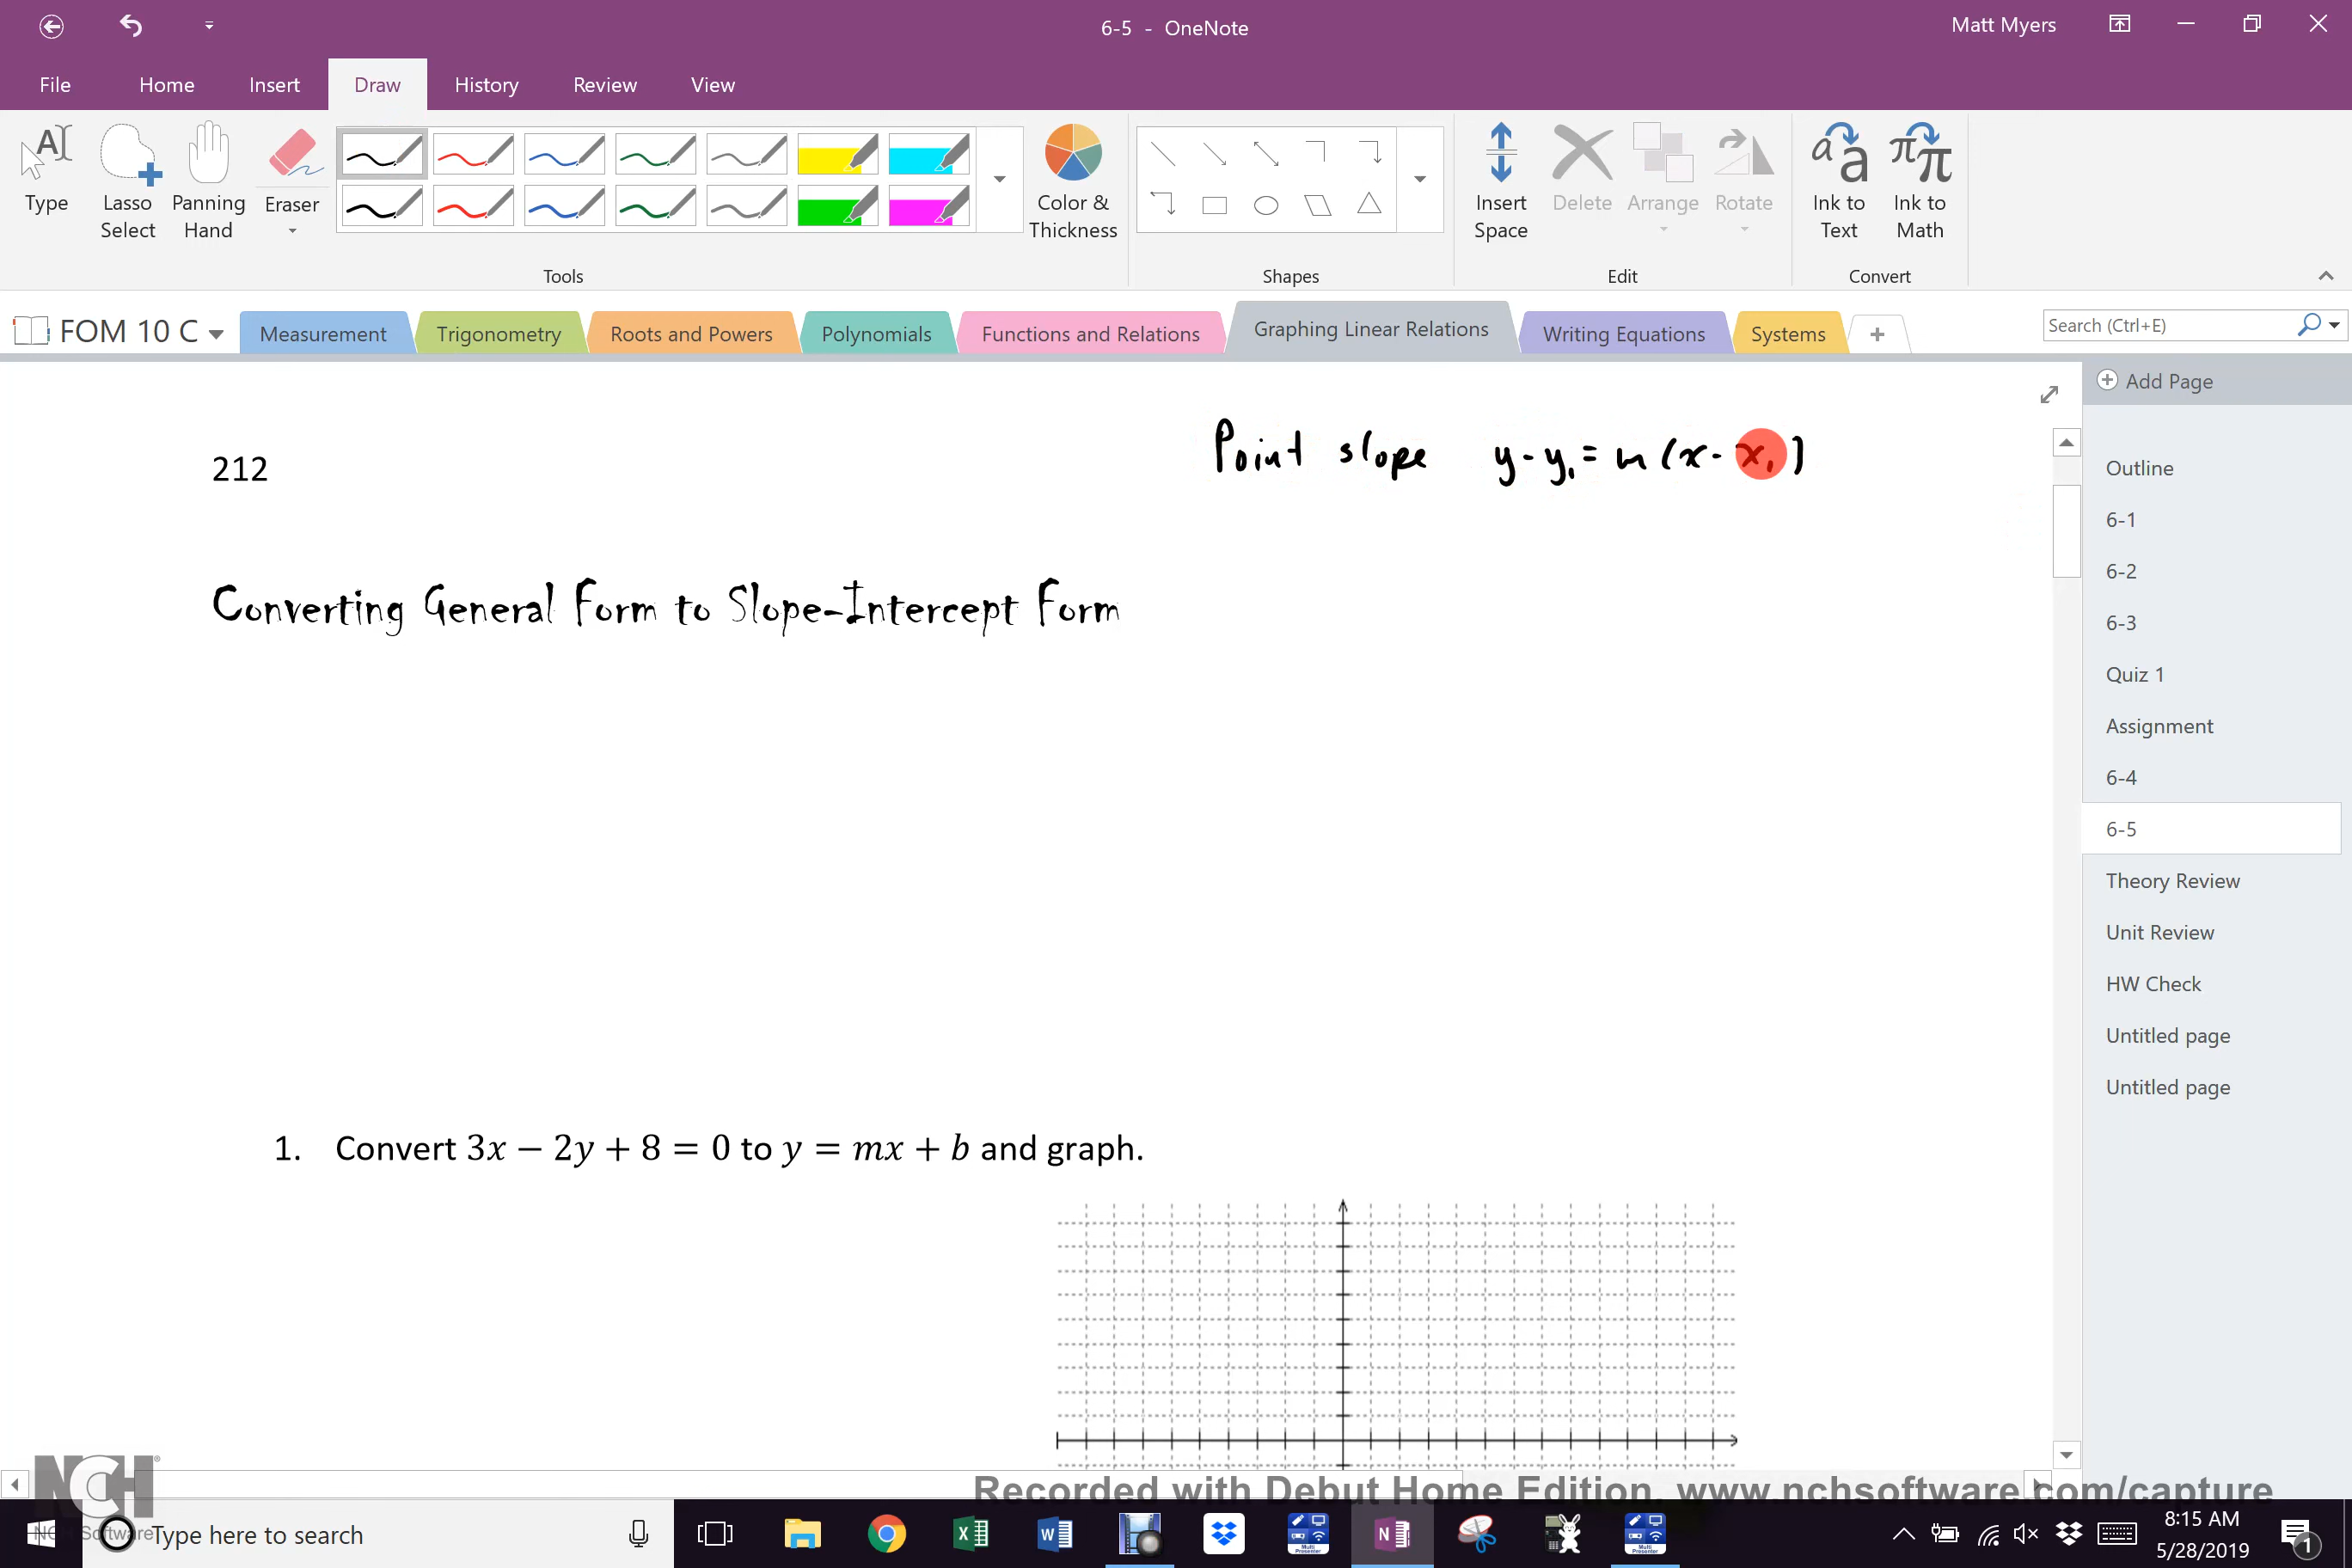 6-5 - OneNote
Matt Myers
File Home Insert Draw History Review View
Type
Lasso Select
Panning Hand
Eraser
Color & Thickness
Insert Space
Delete
Arrange
Rotate
Ink to Text
Ink to Math
Tools Shapes Edit Convert
FOM 10 C Measurement Trigonometry Roots and Powers Polynomials Functions and Relations Graphing Linear Relations Writing Equations Systems
Search (Ctrl+E)
Add Page
Outline
6-1
6-2
6-3
Quiz 1
Assignment
6-4
6-5
Theory Review
Unit Review
HW Check
Untitled page
Untitled page
Point slope y - y₁ = m (x - x₁)
212
Converting General Form to Slope-Intercept Form
1. Convert 3x − 2y + 8 = 0 to y = mx + b and graph.
NCH
NCH Software
Recorded with Debut Home Edition. www.nchsoftware.com/capture
Type here to search
8:15 AM
5/28/2019
1